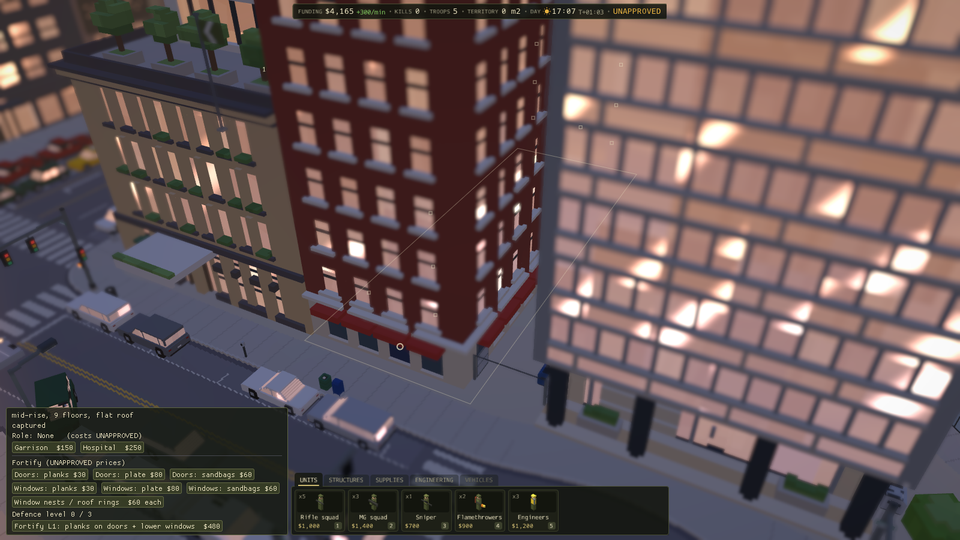 FUNDING $4,165 +300/min · KILLS 0 · TROOPS 5 · TERRITORY 0 m2 · DAY 17:07 T+01:03 · UNAPPROVED
mid-rise, 9 floors, flat roof
captured
Role: None (costs UNAPPROVED)
Garrison $150 Hospital $250
Fortify (UNAPPROVED prices)
Doors: planks $30 Doors: plate $80 Doors: sandbags $60
Windows: planks $30 Windows: plate $80 Windows: sandbags $60
Window nests / roof rings $60 each
Defence level 0 / 3
Fortify L1: planks on doors + lower windows $480
UNITS STRUCTURES SUPPLIES ENGINEERING VEHICLES
x5 x3 x1 x2 x3
Rifle squad MG squad Sniper Flamethrowers Engineers
$1,000 1 $1,400 2 $700 3 $900 4 $1,200 5